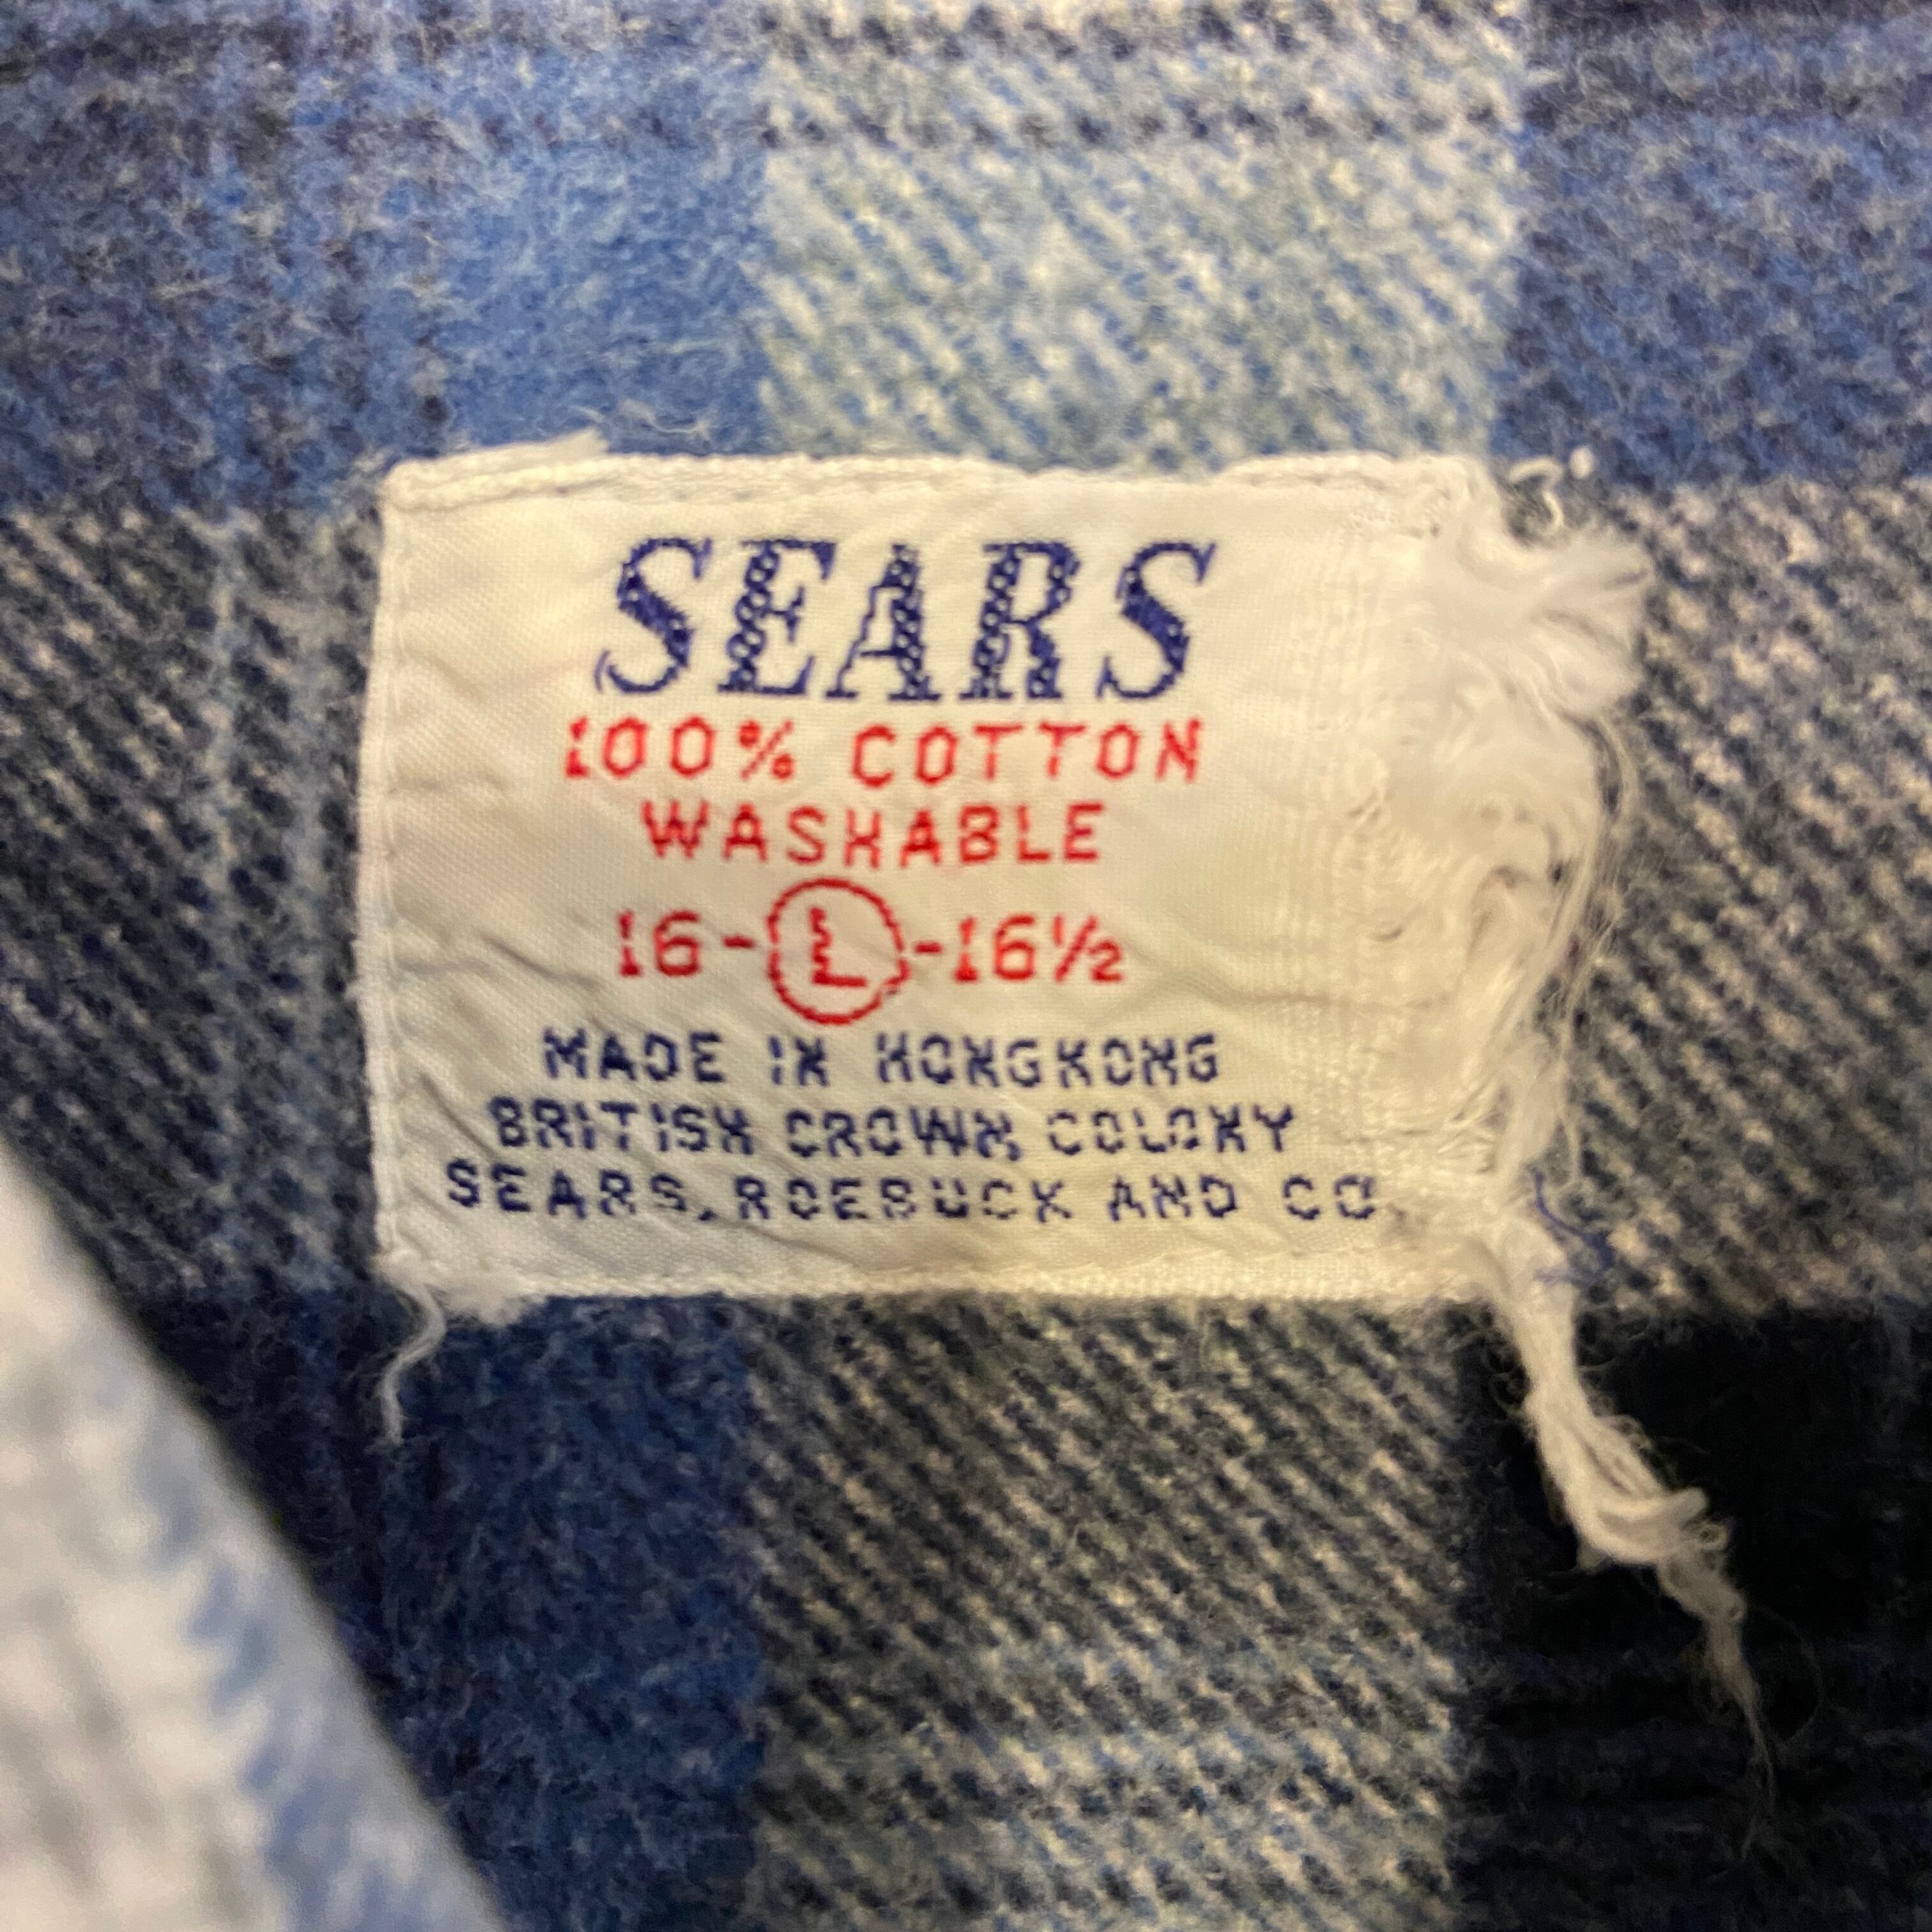 SEARS
100% COTTON
WASHABLE
16-L-16½
MADE IN HONGKONG
BRITISH CROWN COLONY
SEARS, ROEBUCK AND CO